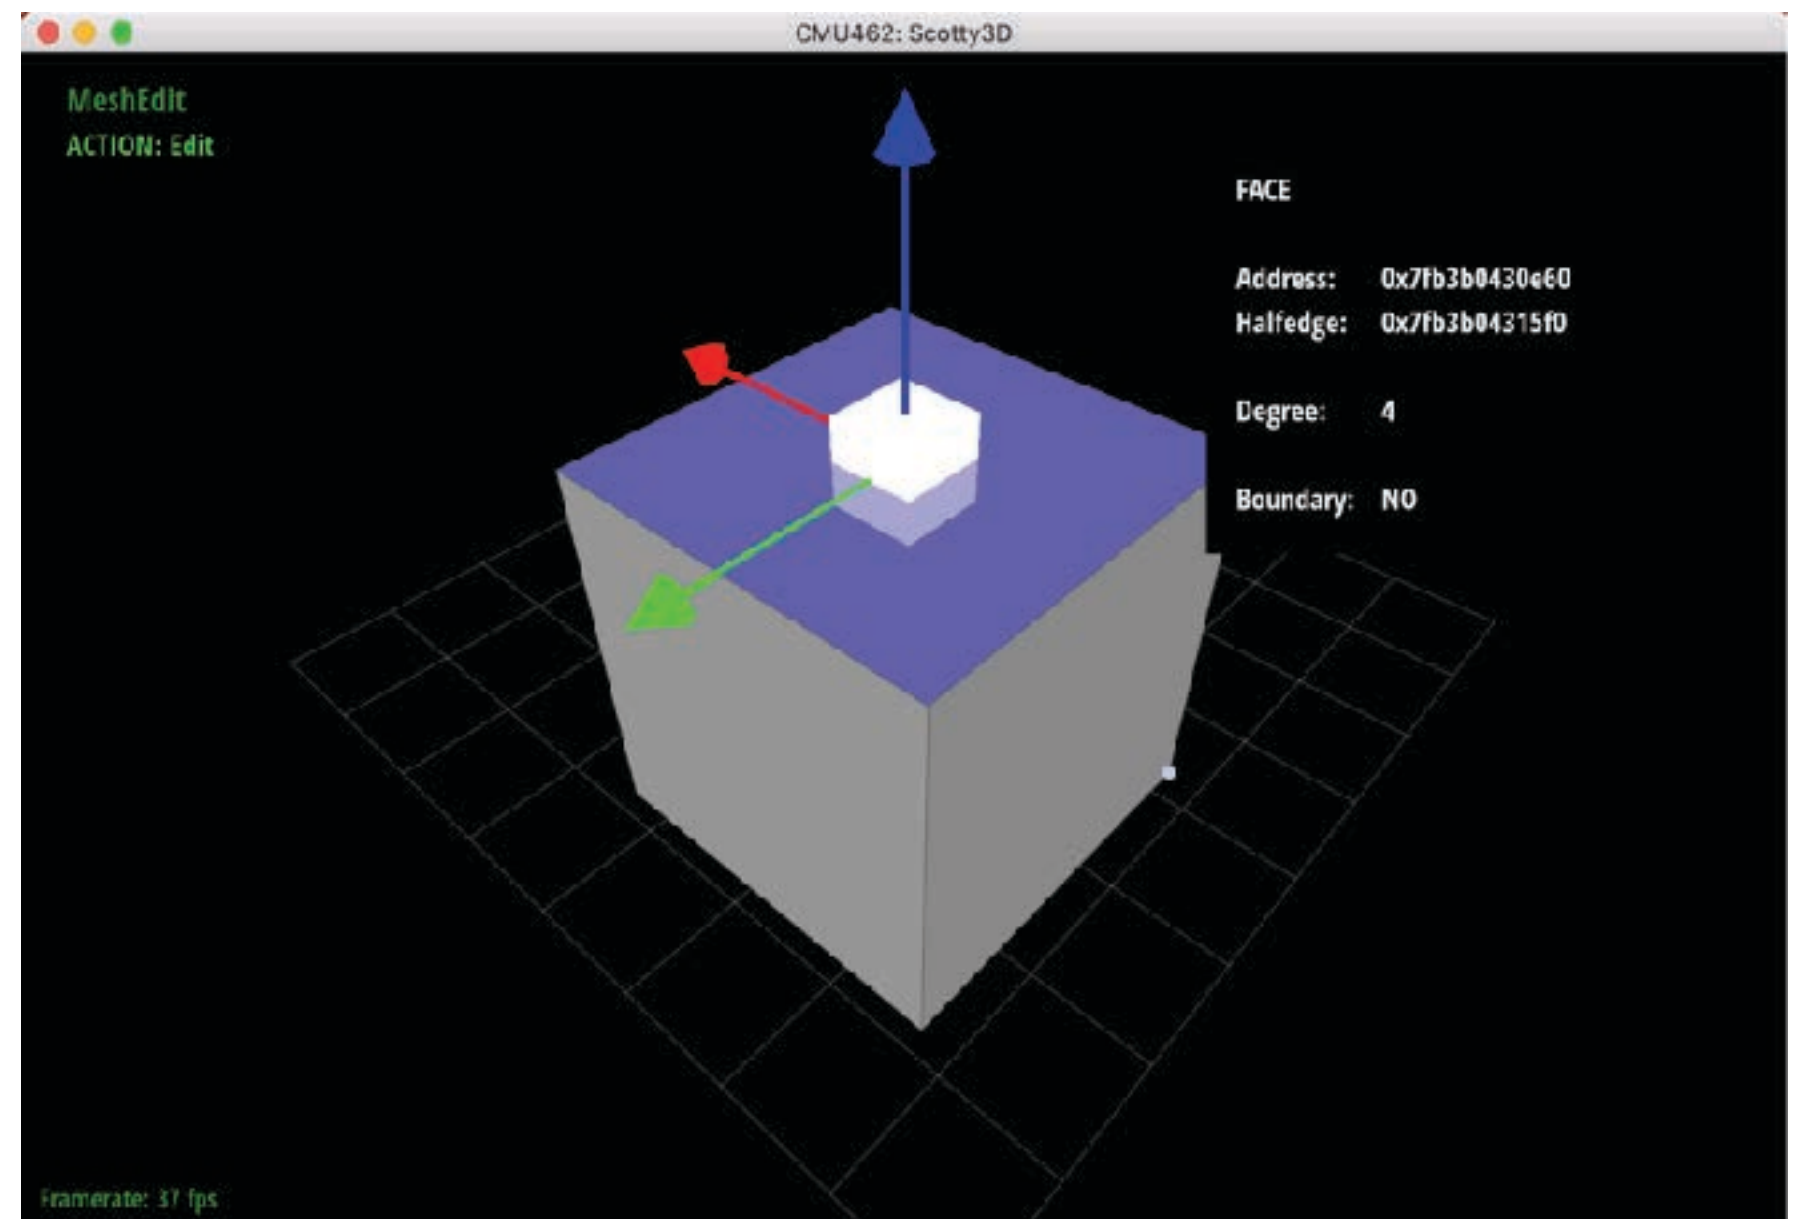 CMU462: Scotty3D
MeshEdit
ACTION: Edit
FACE
Address: 0x7fb3b0430e60
Halfedge: 0x7fb3b04315f0
Degree: 4
Boundary: NO
Framerate: 37 fps